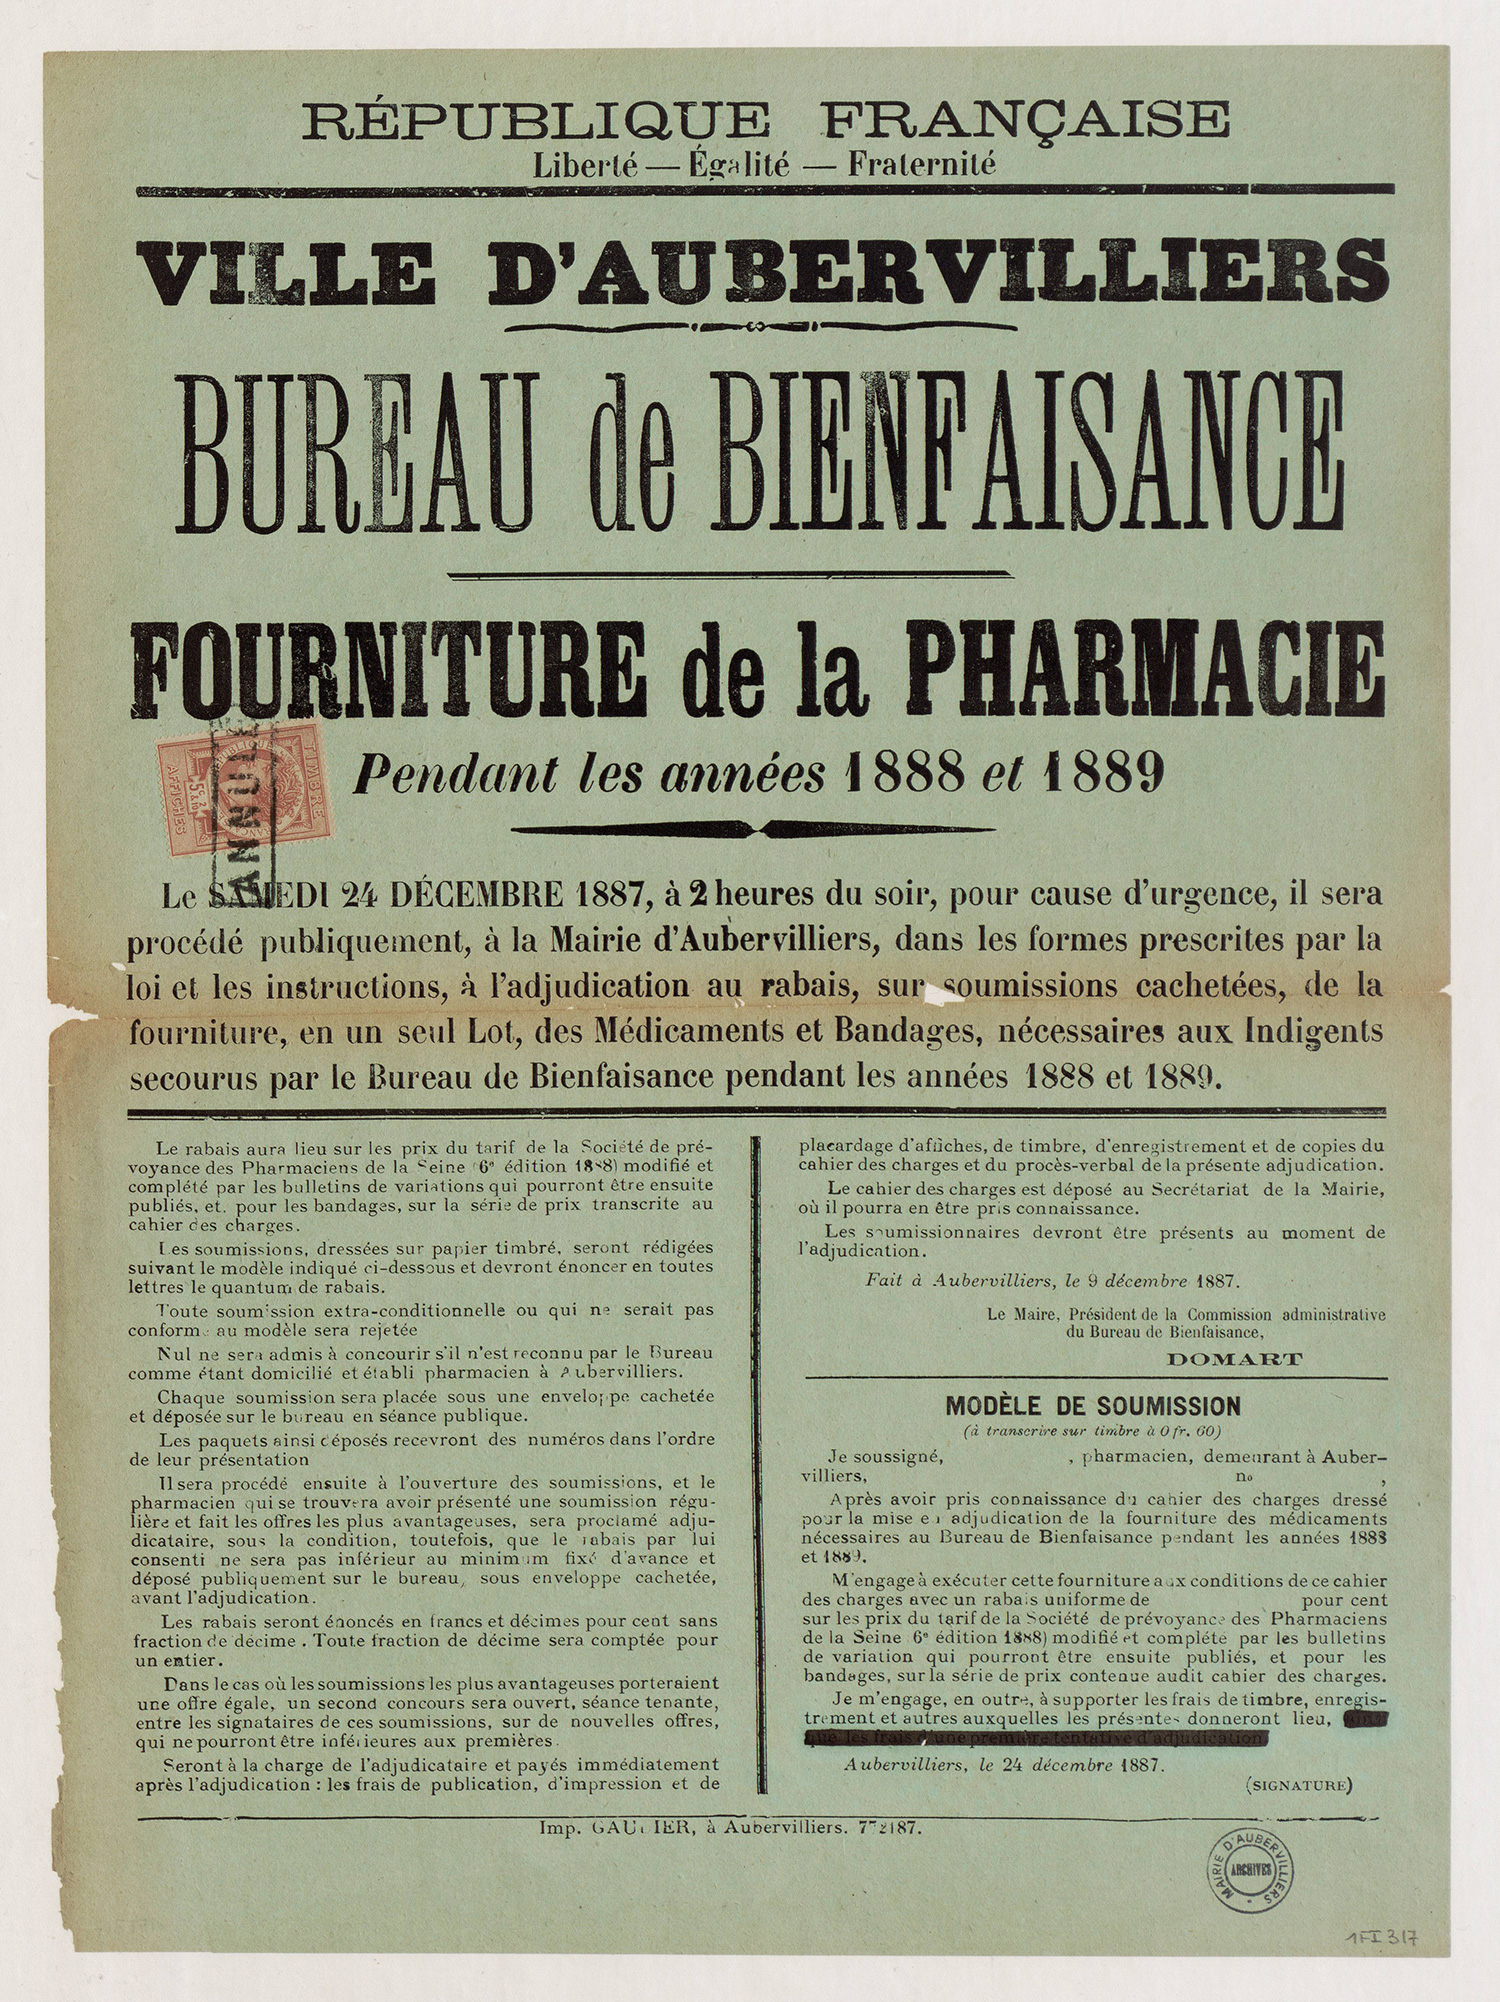 RÉPUBLIQUE FRANÇAISE
Liberté — Égalité — Fraternité
VILLE D'AUBERVILLIERS
BUREAU de BIENFAISANCE
FOURNITURE de la PHARMACIE
TIMBRE
AFFICHES
ANNULÉ
Pendant les années 1888 et 1889
Le SAMEDI 24 DÉCEMBRE 1887, à 2 heures du soir, pour cause d'urgence, il sera
procédé publiquement, à la Mairie d'Aubervilliers, dans les formes prescrites par la
loi et les instructions, à l'adjudication au rabais, sur soumissions cachetées, de la
fourniture, en un seul Lot, des Médicaments et Bandages, nécessaires aux Indigents
secourus par le Bureau de Bienfaisance pendant les années 1888 et 1889.
Le rabais aura lieu sur les prix du tarif de la Société de pré-
voyance des Pharmaciens de la Seine (6e édition 1888) modifié et
complété par les bulletins de variations qui pourront être ensuite
publiés, et, pour les bandages, sur la série de prix transcrite au
cahier des charges.
Les soumissions, dressées sur papier timbré, seront rédigées
suivant le modèle indiqué ci-dessous et devront énoncer en toutes
lettres le quantum de rabais.
Toute soumission extra-conditionnelle ou qui ne serait pas
conforme au modèle sera rejetée
Nul ne sera admis à concourir s'il n'est reconnu par le Bureau
comme étant domicilié et établi pharmacien à Aubervilliers.
Chaque soumission sera placée sous une enveloppe cachetée
et déposée sur le bureau en séance publique.
Les paquets ainsi déposés recevront des numéros dans l'ordre
de leur présentation
Il sera procédé ensuite à l'ouverture des soumissions, et le
pharmacien qui se trouvera avoir présenté une soumission régu-
lière et fait les offres les plus avantageuses, sera proclamé adju-
dicataire, sous la condition, toutefois, que le rabais par lui
consenti ne sera pas inférieur au minimum fixé d'avance et
déposé publiquement sur le bureau, sous enveloppe cachetée,
avant l'adjudication.
Les rabais seront énoncés en francs et décimes pour cent sans
fraction de décime. Toute fraction de décime sera comptée pour
un entier.
Dans le cas où les soumissions les plus avantageuses porteraient
une offre égale, un second concours sera ouvert, séance tenante,
entre les signataires de ces soumissions, sur de nouvelles offres,
qui ne pourront être inférieures aux premières.
Seront à la charge de l'adjudicataire et payés immédiatement
après l'adjudication : les frais de publication, d'impression et de
placardage d'affiches, de timbre, d'enregistrement et de copies du
cahier des charges et du procès-verbal de la présente adjudication.
Le cahier des charges est déposé au Secrétariat de la Mairie,
où il pourra en être pris connaissance.
Les soumissionnaires devront être présents au moment de
l'adjudication.
Fait à Aubervilliers, le 9 décembre 1887.
Le Maire, Président de la Commission administrative
du Bureau de Bienfaisance,
DOMART
MODÈLE DE SOUMISSION
(à transcrire sur timbre à 0 fr. 60)
Je soussigné, , pharmacien, demeurant à Auber-
villiers, no ,
Après avoir pris connaissance du cahier des charges dressé
pour la mise en adjudication de la fourniture des médicaments
nécessaires au Bureau de Bienfaisance pendant les années 1888
et 1889.
M'engage à exécuter cette fourniture aux conditions de ce cahier
des charges avec un rabais uniforme de pour cent
sur les prix du tarif de la Société de prévoyance des Pharmaciens
de la Seine (6e édition 1888) modifié et complété par les bulletins
de variation qui pourront être ensuite publiés, et pour les
bandages, sur la série de prix contenue audit cahier des charges.
Je m'engage, en outre, à supporter les frais de timbre, enregis-
trement et autres auxquelles les présentes donneront lieu,
que les frais d'une première tentative d'adjudication
Aubervilliers, le 24 décembre 1887.
(SIGNATURE)
Imp. GAULIER, à Aubervilliers.
MAIRIE D'AUBERVILLIERS
ARCHIVES
1FI 317